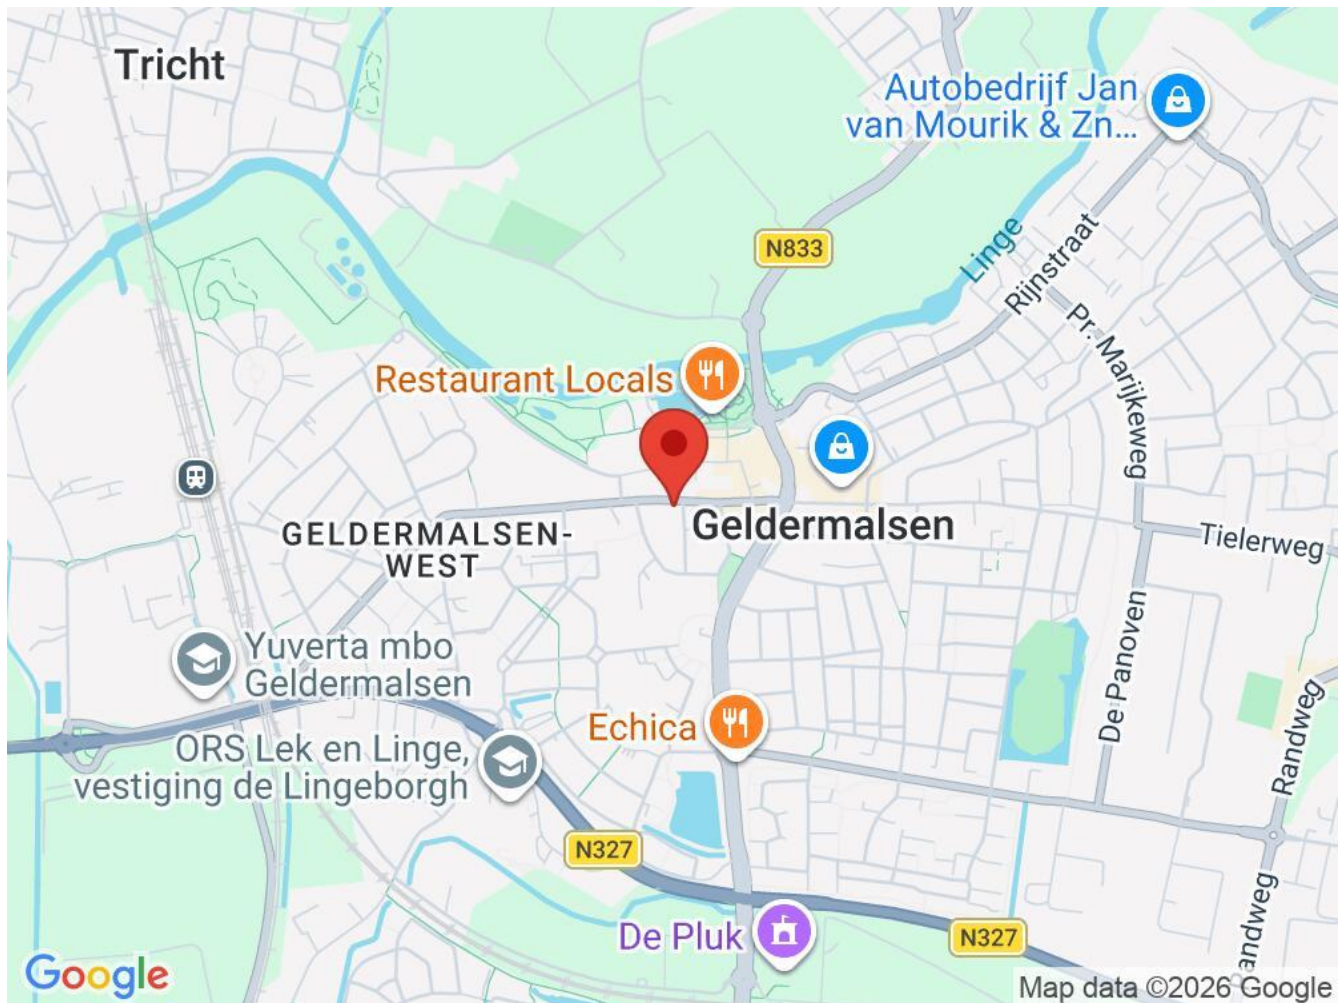 Tricht
Autobedrijf Jan
van Mourik & Zn...
N833
Linge
Rijnstraat
Pr. Marijkeweg
Restaurant Locals
Geldermalsen
GELDERMALSEN-
WEST
Tielerweg
Yuverta mbo
Geldermalsen
De Panoven
Echica
Randweg
ORS Lek en Linge,
vestiging de Lingeborgh
N327
De Pluk
N327
Randweg
Google
Map data ©2026 Google